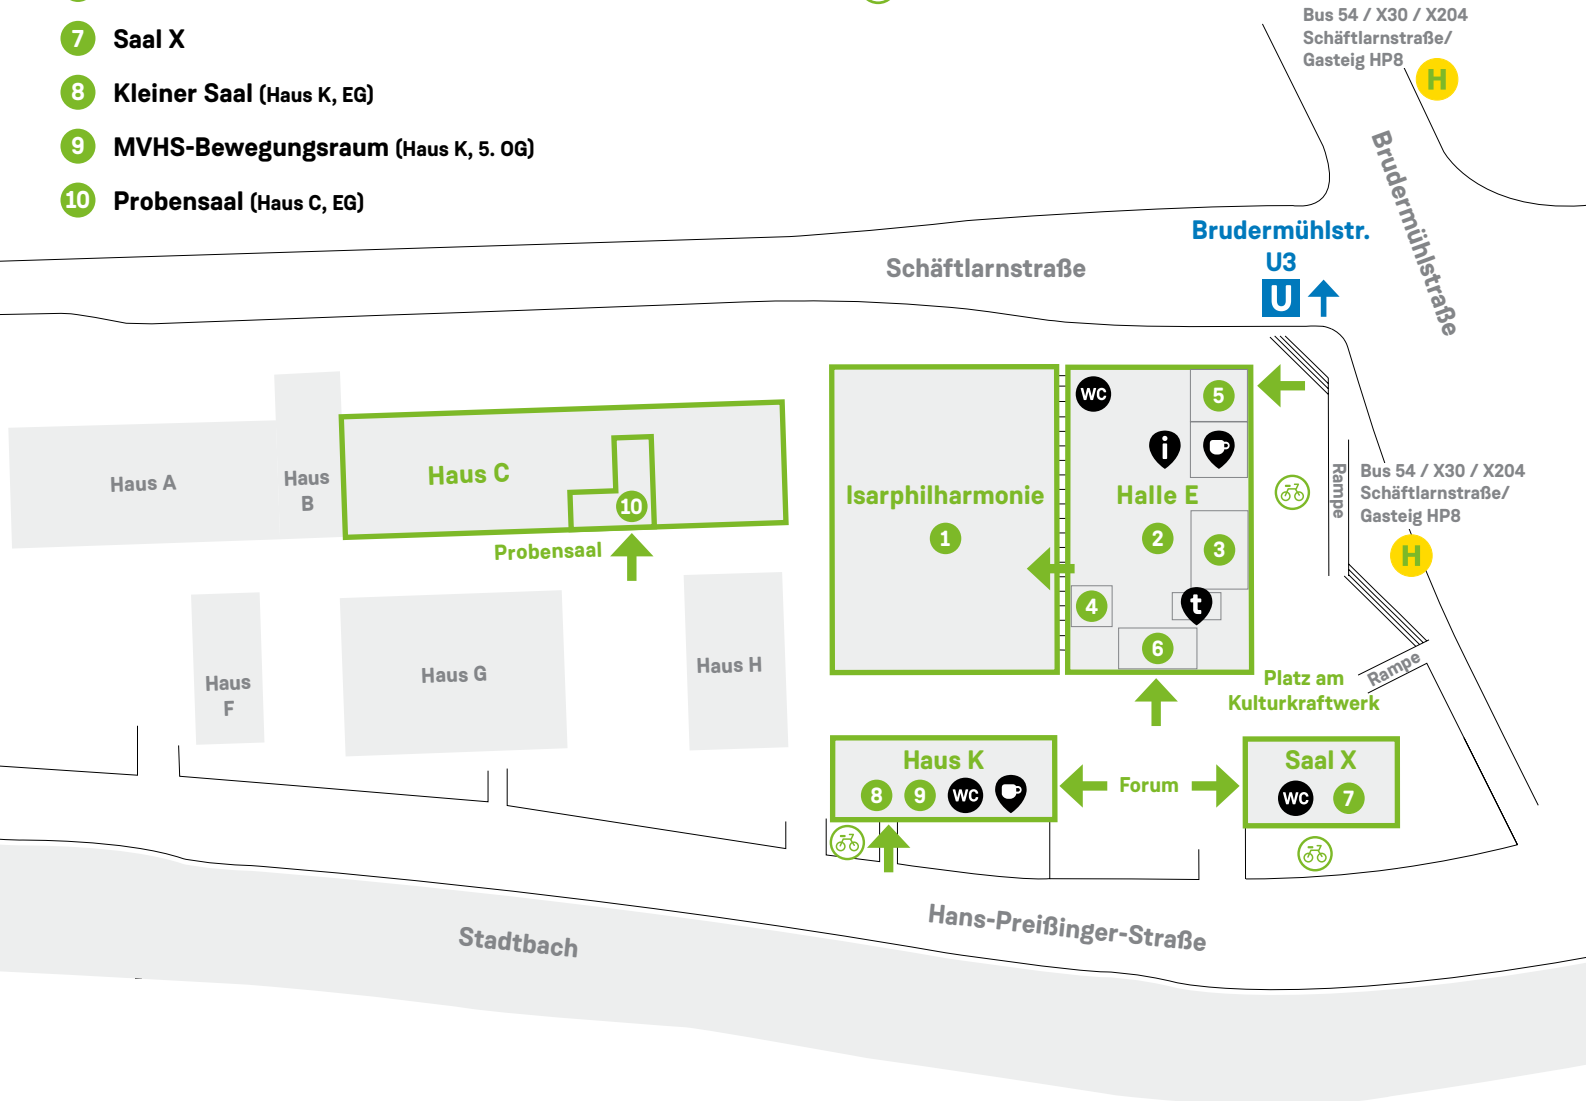 7 Saal X
8 Kleiner Saal (Haus K, EG)
9 MVHS-Bewegungsraum (Haus K, 5. OG)
10 Probensaal (Haus C, EG)
Bus 54 / X30 / X204
Schäftlarnstraße/
Gasteig HP8
H
Brudermühlstraße
Brudermühlstr.
U3
U
Schäftlarnstraße
Haus A
Haus
B
Haus C
10
Probensaal
Isarphilharmonie
1
WC
5
i
Halle E
2
3
4
t
6
Rampe
Bus 54 / X30 / X204
Schäftlarnstraße/
Gasteig HP8
H
Rampe
Platz am
Kulturkraftwerk
Haus
F
Haus G
Haus H
Haus K
8 9 WC
Forum
Saal X
WC 7
Hans-Preißinger-Straße
Stadtbach